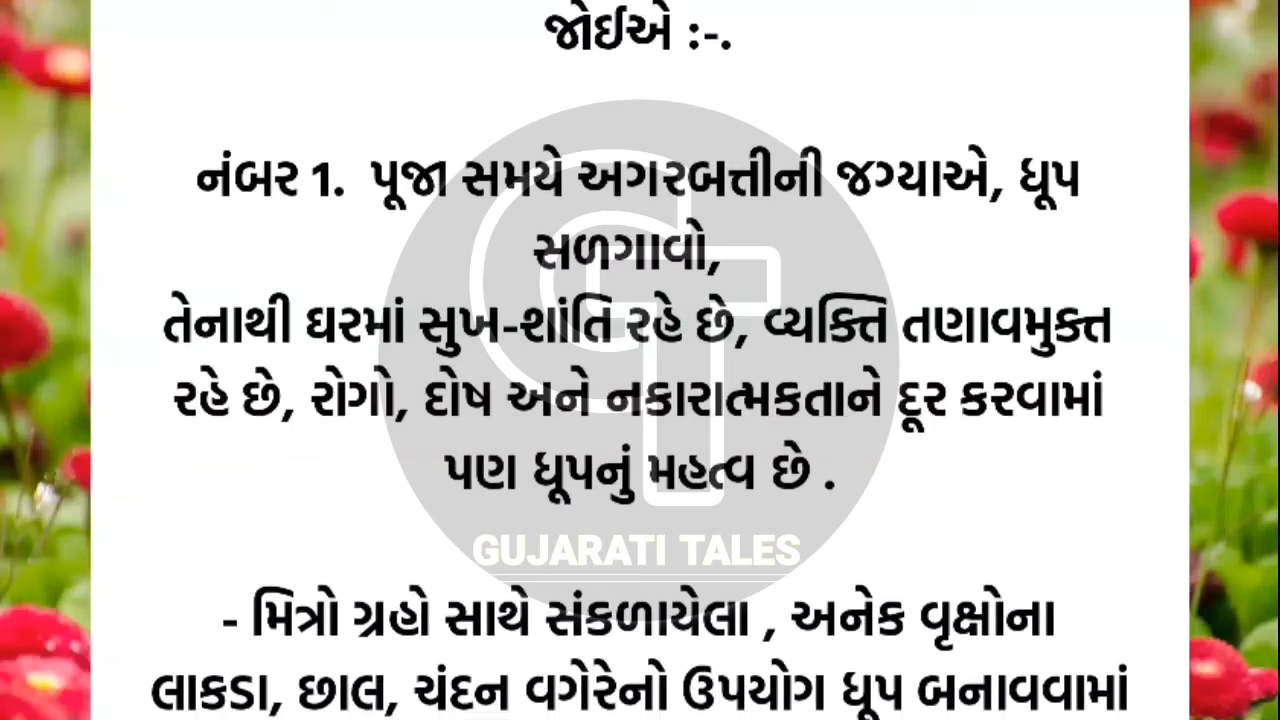 જોઈએ :-.
નંબર 1. પૂજા સમયે અગરબત્તીની જગ્યાએ, ધૂપ
સળગાવો,
તેનાથી ઘરમાં સુખ-શાંતિ રહે છે, વ્યક્તિ તણાવમુક્ત
રહે છે, રોગો, દોષ અને નકારાત્મકતાને દૂર કરવામાં
પણ ધૂપનું મહત્વ છે .
GUJARATI TALES
- મિત્રો ગ્રહો સાથે સંકળાયેલા , અનેક વૃક્ષોના
લાકડા, છાલ, ચંદન વગેરેનો ઉપયોગ ધૂપ બનાવવામાં